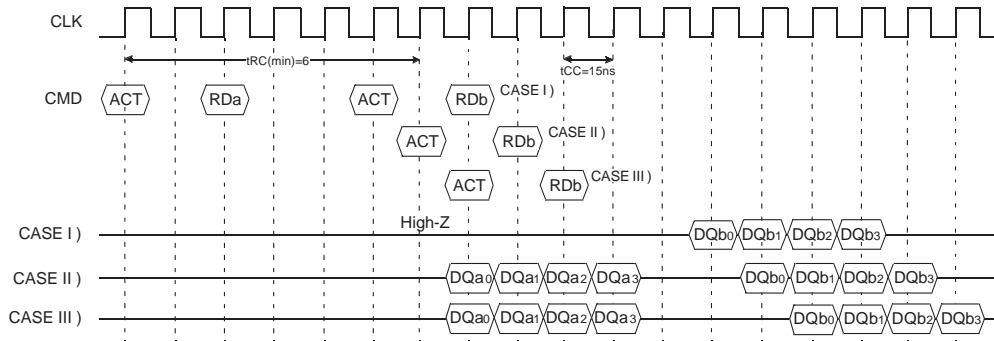 CLK
tRC(min)=6
tCC=15ns
CMD ACT RDa ACT RDb CASE I )
ACT RDb CASE II )
ACT RDb CASE III )
High-Z
CASE I ) DQb0 DQb1 DQb2 DQb3
CASE II ) DQa0 DQa1 DQa2 DQa3 DQb0 DQb1 DQb2 DQb3
CASE III ) DQa0 DQa1 DQa2 DQa3 DQb0 DQb1 DQb2 DQb3